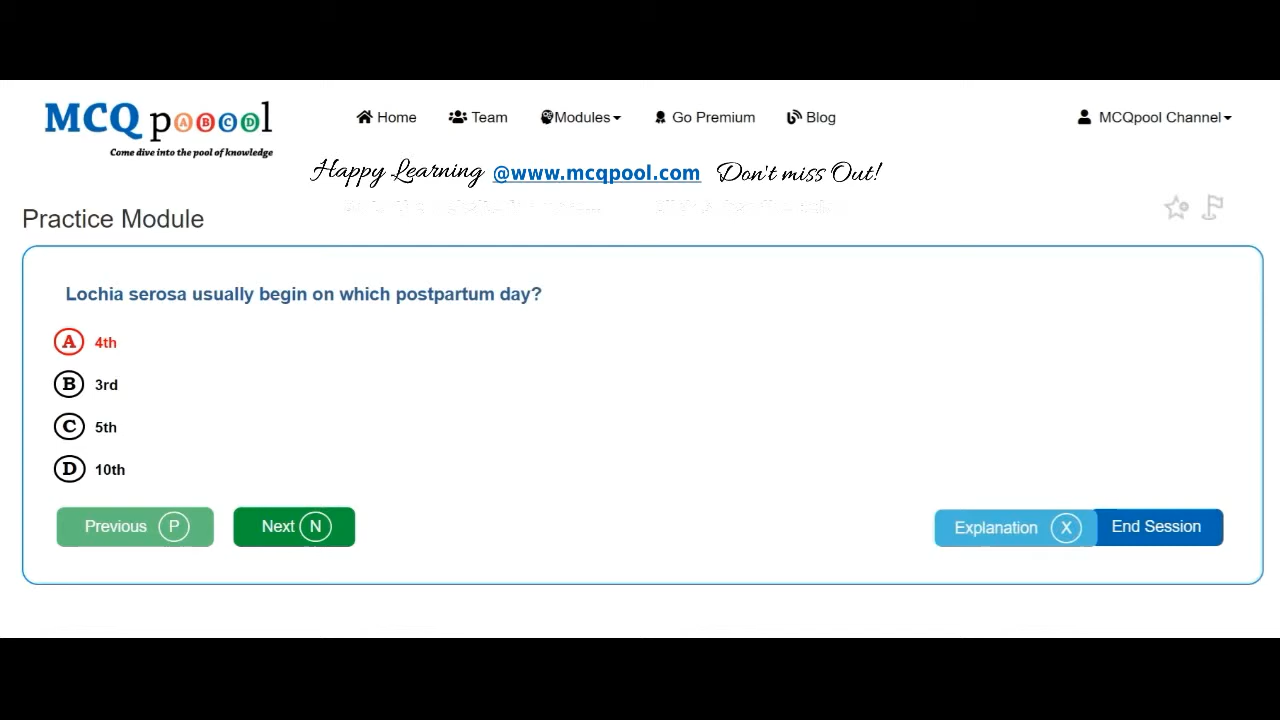 MCQ pooool
A B C D
Come dive into the pool of knowledge
Home Team Modules Go Premium Blog MCQpool Channel
Happy Learning @www.mcqpool.com Don't miss Out!
Practice Module
Lochia serosa usually begin on which postpartum day?
A 4th
B 3rd
C 5th
D 10th
Previous P Next N Explanation X End Session